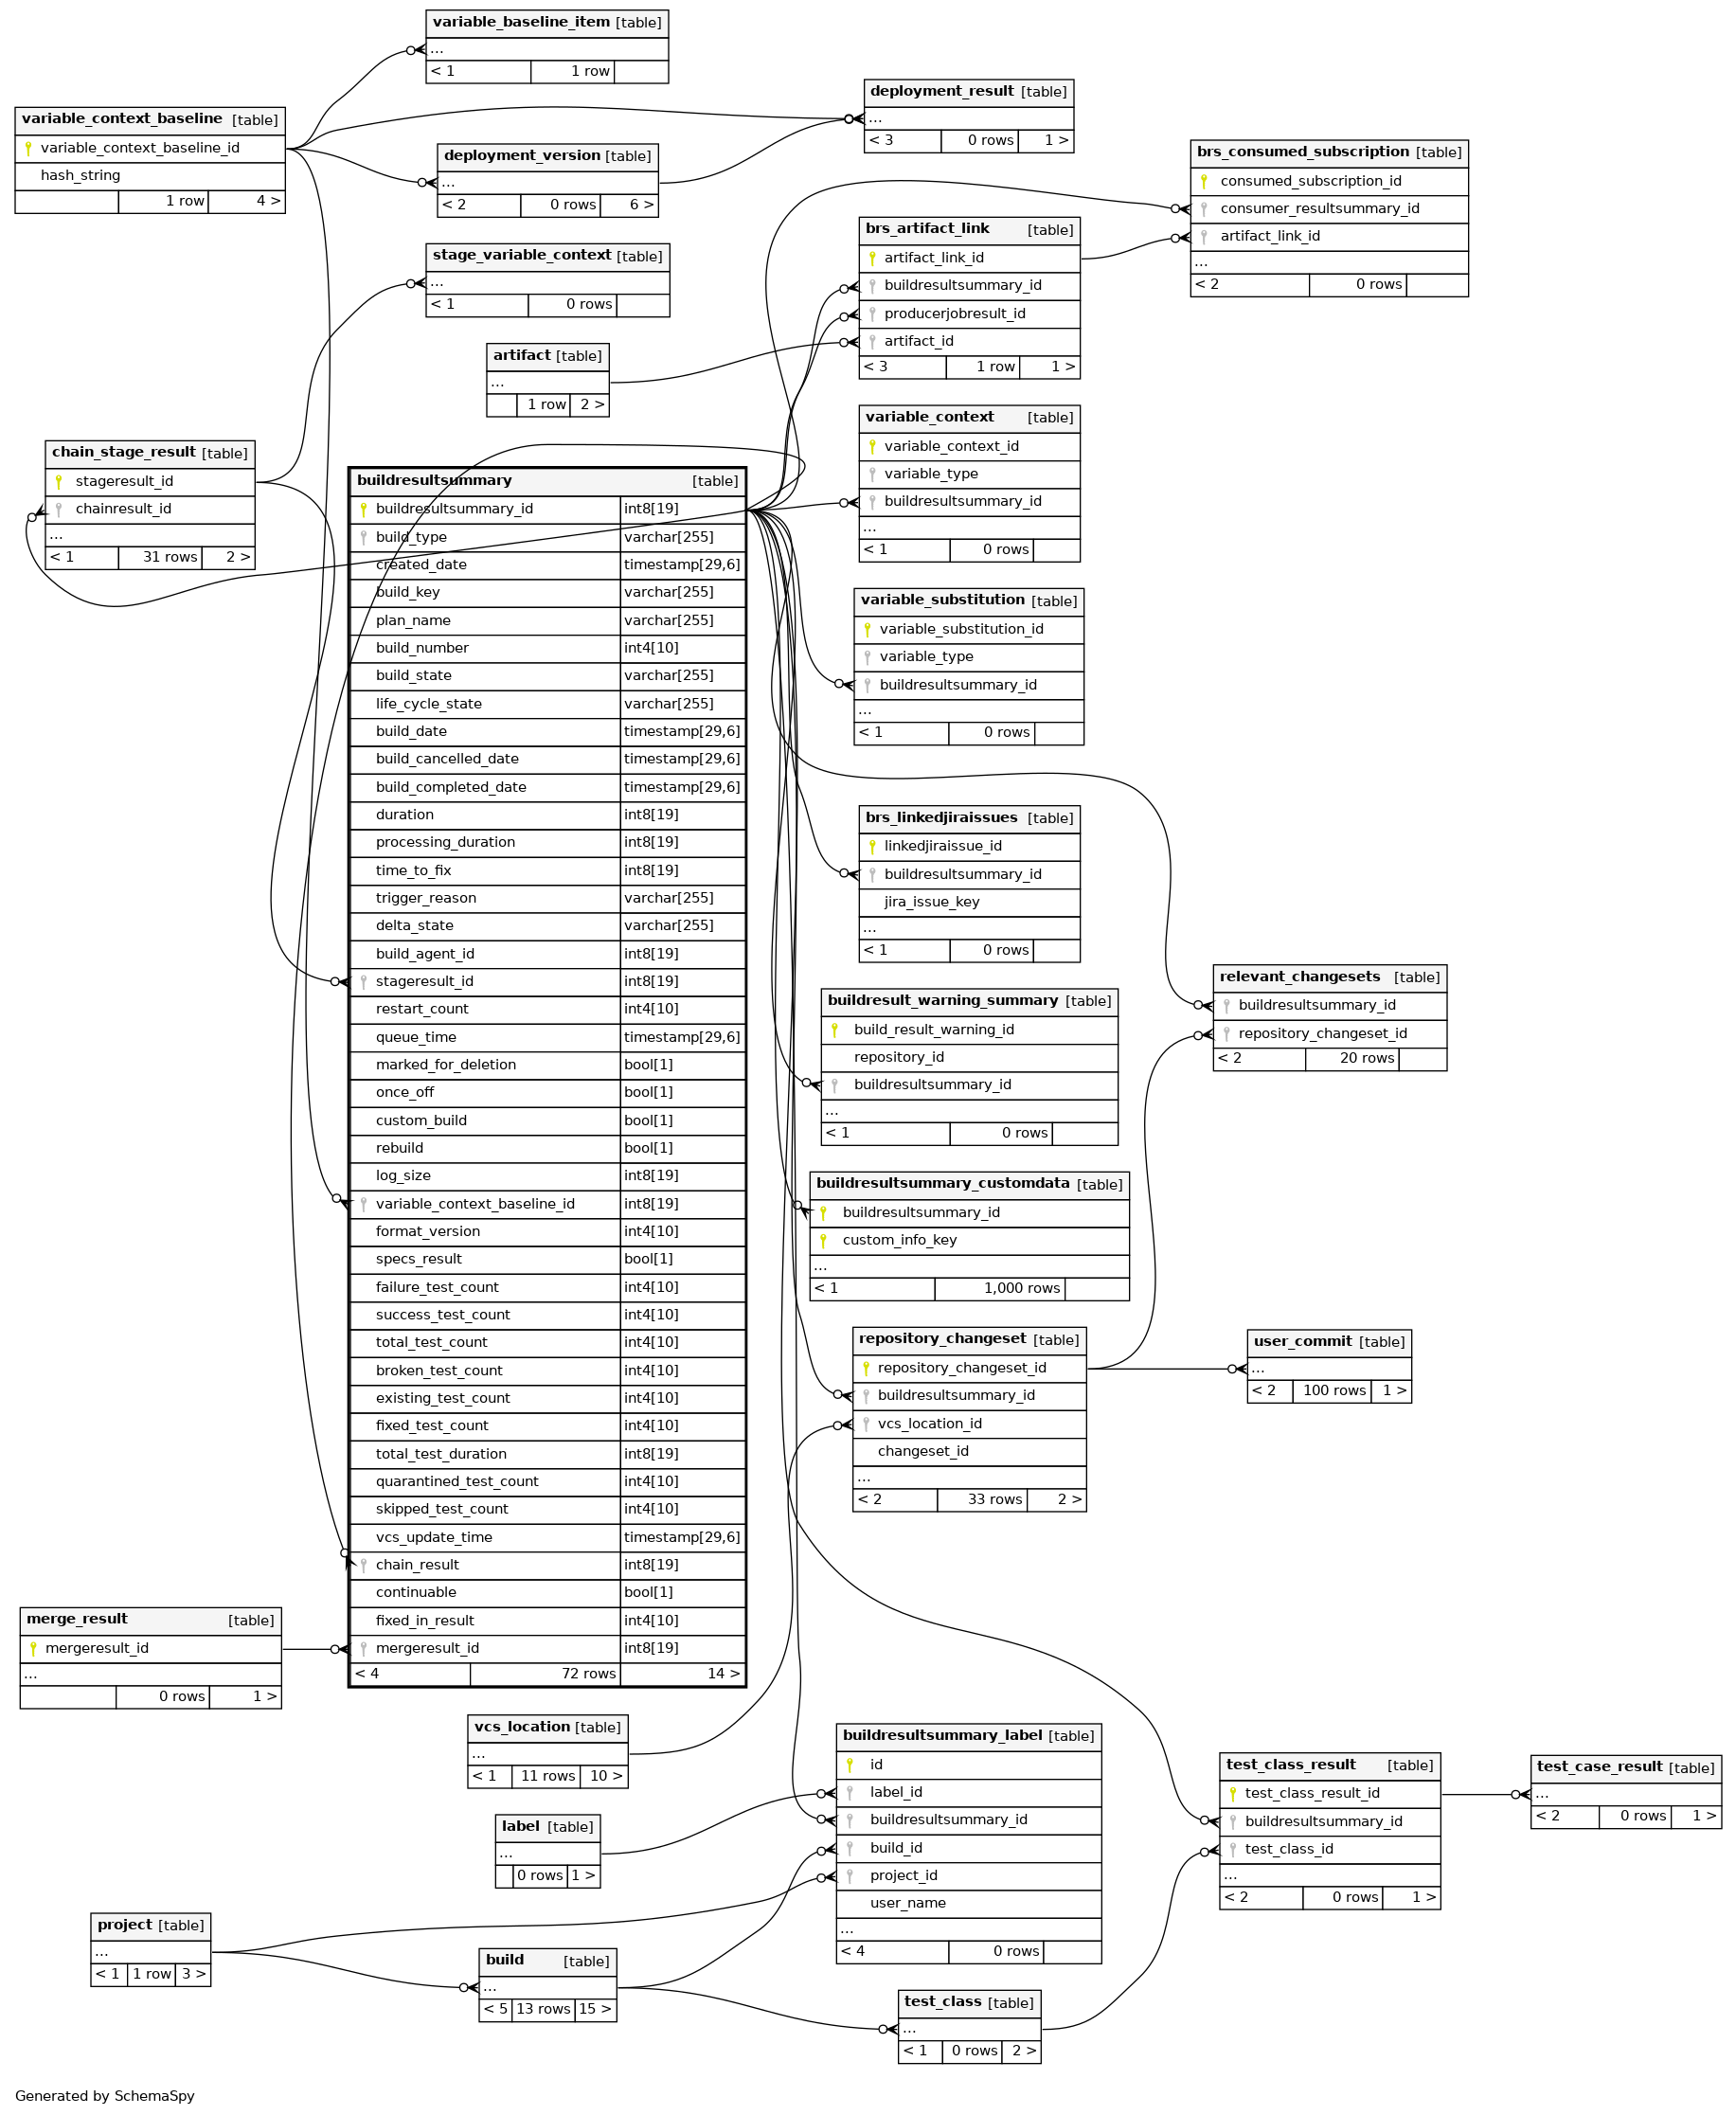 variable_baseline_item [table]
...
< 1 1 row
variable_context_baseline [table]
variable_context_baseline_id
hash_string
1 row 4 >
deployment_result [table]
...
< 3 0 rows 1 >
deployment_version [table]
...
< 2 0 rows 6 >
brs_consumed_subscription [table]
consumed_subscription_id
consumer_resultsummary_id
artifact_link_id
...
< 2 0 rows
stage_variable_context [table]
...
< 1 0 rows
brs_artifact_link [table]
artifact_link_id
buildresultsummary_id
producerjobresult_id
artifact_id
< 3 1 row 1 >
artifact [table]
...
1 row 2 >
variable_context [table]
variable_context_id
variable_type
buildresultsummary_id
...
< 1 0 rows
chain_stage_result [table]
stageresult_id
chainresult_id
...
< 1 31 rows 2 >
buildresultsummary [table]
buildresultsummary_id int8[19]
build_type varchar[255]
created_date timestamp[29,6]
build_key varchar[255]
plan_name varchar[255]
build_number int4[10]
build_state varchar[255]
life_cycle_state varchar[255]
build_date timestamp[29,6]
build_cancelled_date timestamp[29,6]
build_completed_date timestamp[29,6]
duration int8[19]
processing_duration int8[19]
time_to_fix int8[19]
trigger_reason varchar[255]
delta_state varchar[255]
build_agent_id int8[19]
stageresult_id int8[19]
restart_count int4[10]
queue_time timestamp[29,6]
marked_for_deletion bool[1]
once_off bool[1]
custom_build bool[1]
rebuild bool[1]
log_size int8[19]
variable_context_baseline_id int8[19]
format_version int4[10]
specs_result bool[1]
failure_test_count int4[10]
success_test_count int4[10]
total_test_count int4[10]
broken_test_count int4[10]
existing_test_count int4[10]
fixed_test_count int4[10]
total_test_duration int8[19]
quarantined_test_count int4[10]
skipped_test_count int4[10]
vcs_update_time timestamp[29,6]
chain_result int8[19]
continuable bool[1]
fixed_in_result int4[10]
mergeresult_id int8[19]
< 4 72 rows 14 >
variable_substitution [table]
variable_substitution_id
variable_type
buildresultsummary_id
...
< 1 0 rows
brs_linkedjiraissues [table]
linkedjiraissue_id
buildresultsummary_id
jira_issue_key
...
< 1 0 rows
relevant_changesets [table]
buildresultsummary_id
repository_changeset_id
< 2 20 rows
buildresult_warning_summary [table]
build_result_warning_id
repository_id
buildresultsummary_id
...
< 1 0 rows
buildresultsummary_customdata [table]
buildresultsummary_id
custom_info_key
...
< 1 1,000 rows
repository_changeset [table]
repository_changeset_id
buildresultsummary_id
vcs_location_id
changeset_id
...
< 2 33 rows 2 >
user_commit [table]
...
< 2 100 rows 1 >
merge_result [table]
mergeresult_id
...
0 rows 1 >
vcs_location [table]
...
< 1 11 rows 10 >
buildresultsummary_label [table]
id
label_id
buildresultsummary_id
build_id
project_id
user_name
...
< 4 0 rows
test_class_result [table]
test_class_result_id
buildresultsummary_id
test_class_id
...
< 2 0 rows 1 >
test_case_result [table]
...
< 2 0 rows 1 >
label [table]
...
0 rows 1 >
project [table]
...
< 1 1 row 3 >
build [table]
...
< 5 13 rows 15 >
test_class [table]
...
< 1 0 rows 2 >
Generated by SchemaSpy